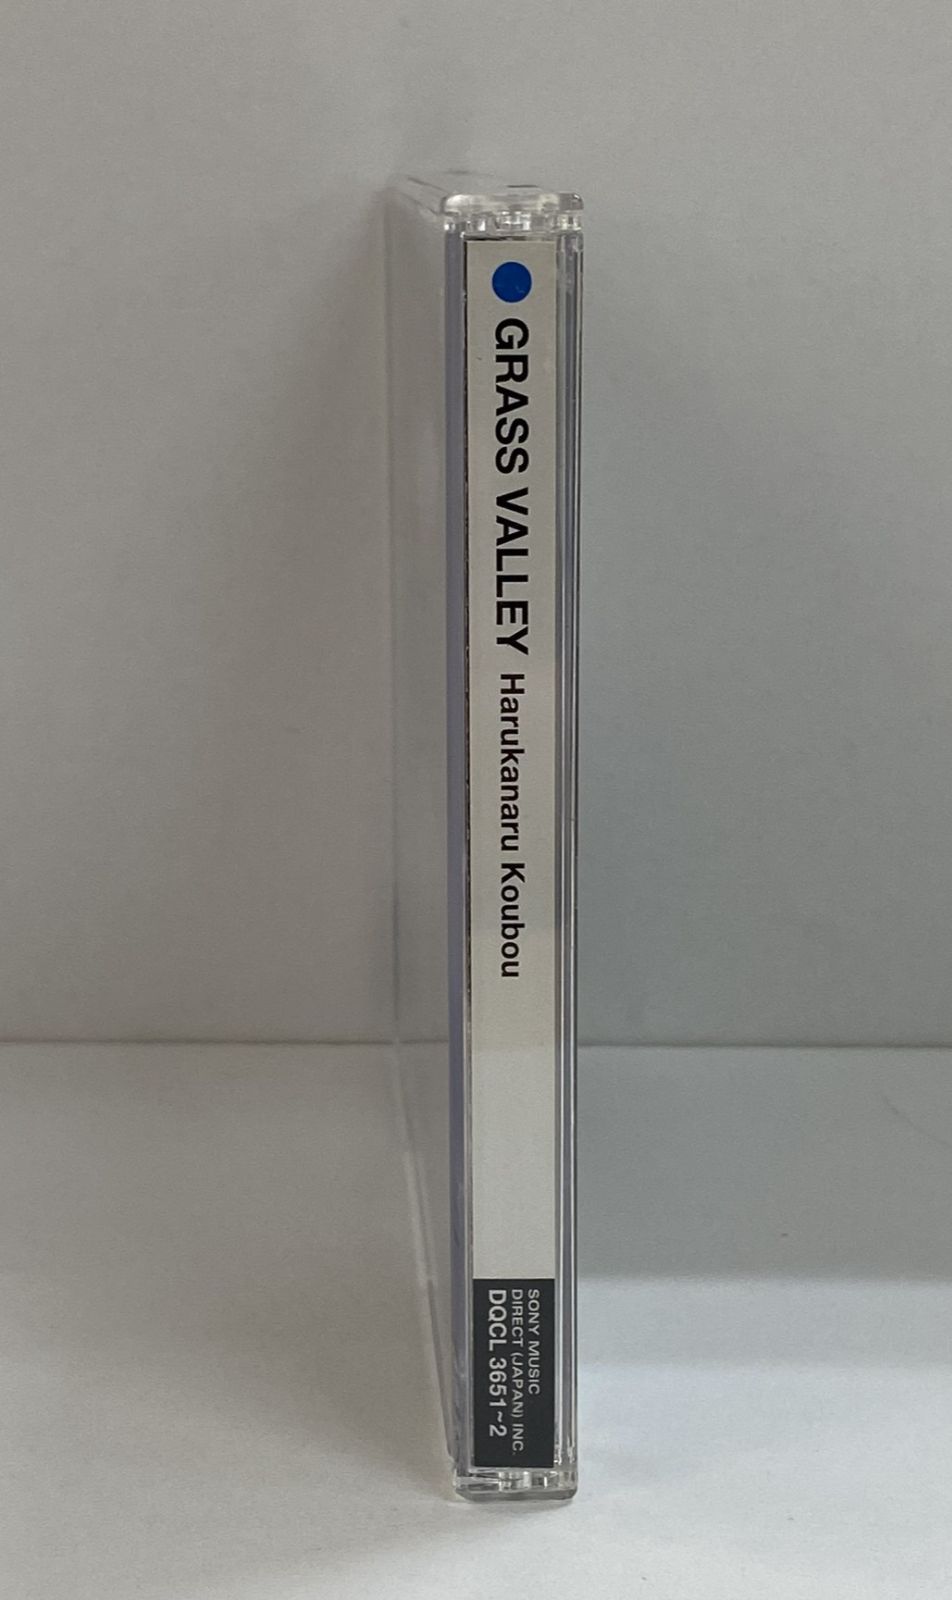 GRASS VALLEY Harukanaru Koubou
SONY MUSIC
DIRECT (JAPAN) INC.
DQCL 3651~2